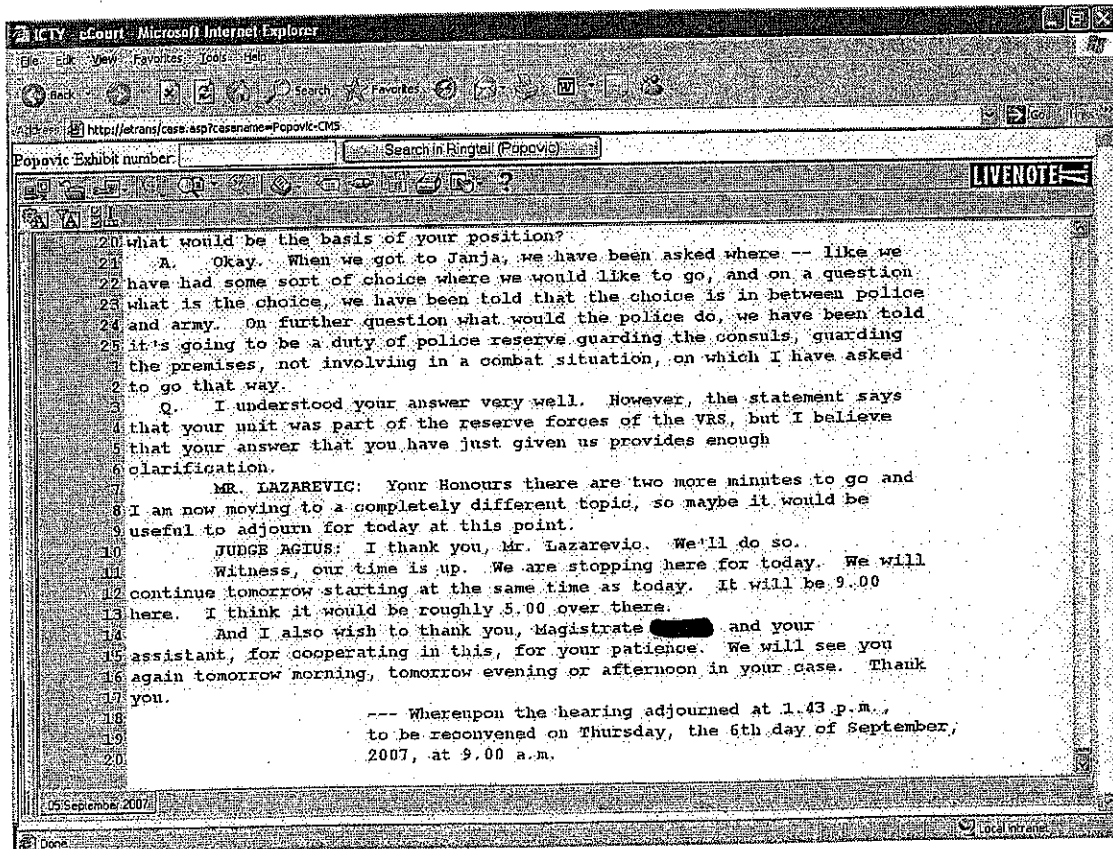 ICTY - eCourt - Microsoft Internet Explorer
File Edit View Favorites Tools Help
Back Search Favorites
Address http://etrans/case.asp?casename=Popovic-CMS Go
Popovic Exhibit number: Search in Ringtail (Popovic)
LIVENOTE
20 what would be the basis of your position?
21 A. Okay. When we got to Janja, we have been asked where -- like we
22 have had some sort of choice where we would like to go, and on a question
23 what is the choice, we have been told that the choice is in between police
24 and army. On further question what would the police do, we have been told
25 it's going to be a duty of police reserve guarding the consuls, guarding
1 the premises, not involving in a combat situation, on which I have asked
2 to go that way.
3 Q. I understood your answer very well. However, the statement says
4 that your unit was part of the reserve forces of the VRS, but I believe
5 that your answer that you have just given us provides enough
6 clarification.
7 MR. LAZAREVIC: Your Honours there are two more minutes to go and
8 I am now moving to a completely different topic, so maybe it would be
9 useful to adjourn for today at this point.
10 JUDGE AGIUS: I thank you, Mr. Lazarevic. We'll do so.
11 Witness, our time is up. We are stopping here for today. We will
12 continue tomorrow starting at the same time as today. It will be 9.00
13 here. I think it would be roughly 5.00 over there.
14 And I also wish to thank you, Magistrate and your
15 assistant, for cooperating in this, for your patience. We will see you
16 again tomorrow morning, tomorrow evening or afternoon in your case. Thank
17 you.
18 --- Whereupon the hearing adjourned at 1.43 p.m.,
19 to be reconvened on Thursday, the 6th day of September,
20 2007, at 9.00 a.m.
05 September 2007
Done Local intranet